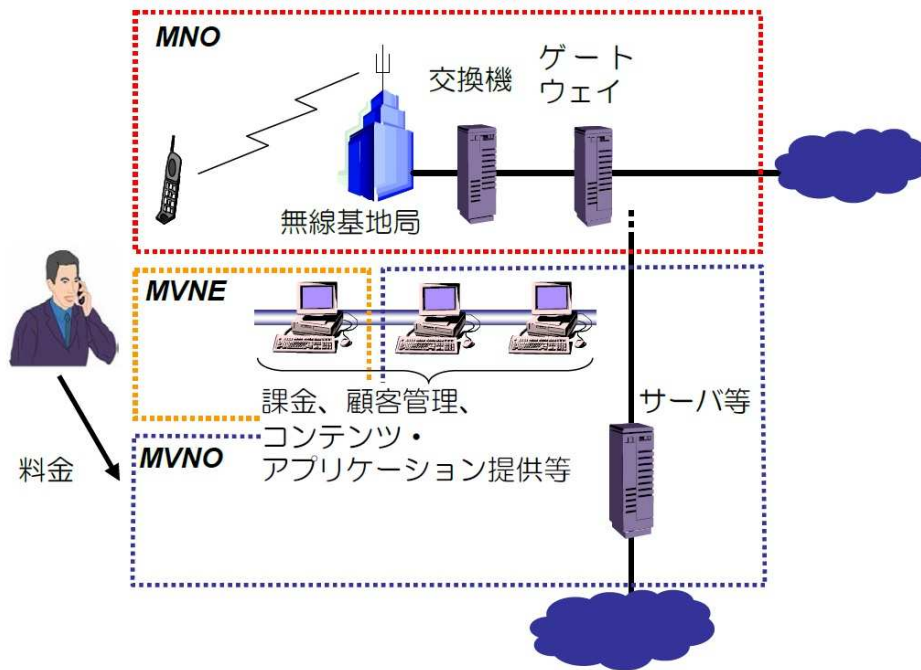 MNO
交換機
ゲート
ウェイ
無線基地局
MVNE
課金、顧客管理、
コンテンツ・
アプリケーション提供等
サーバ等
料金
MVNO